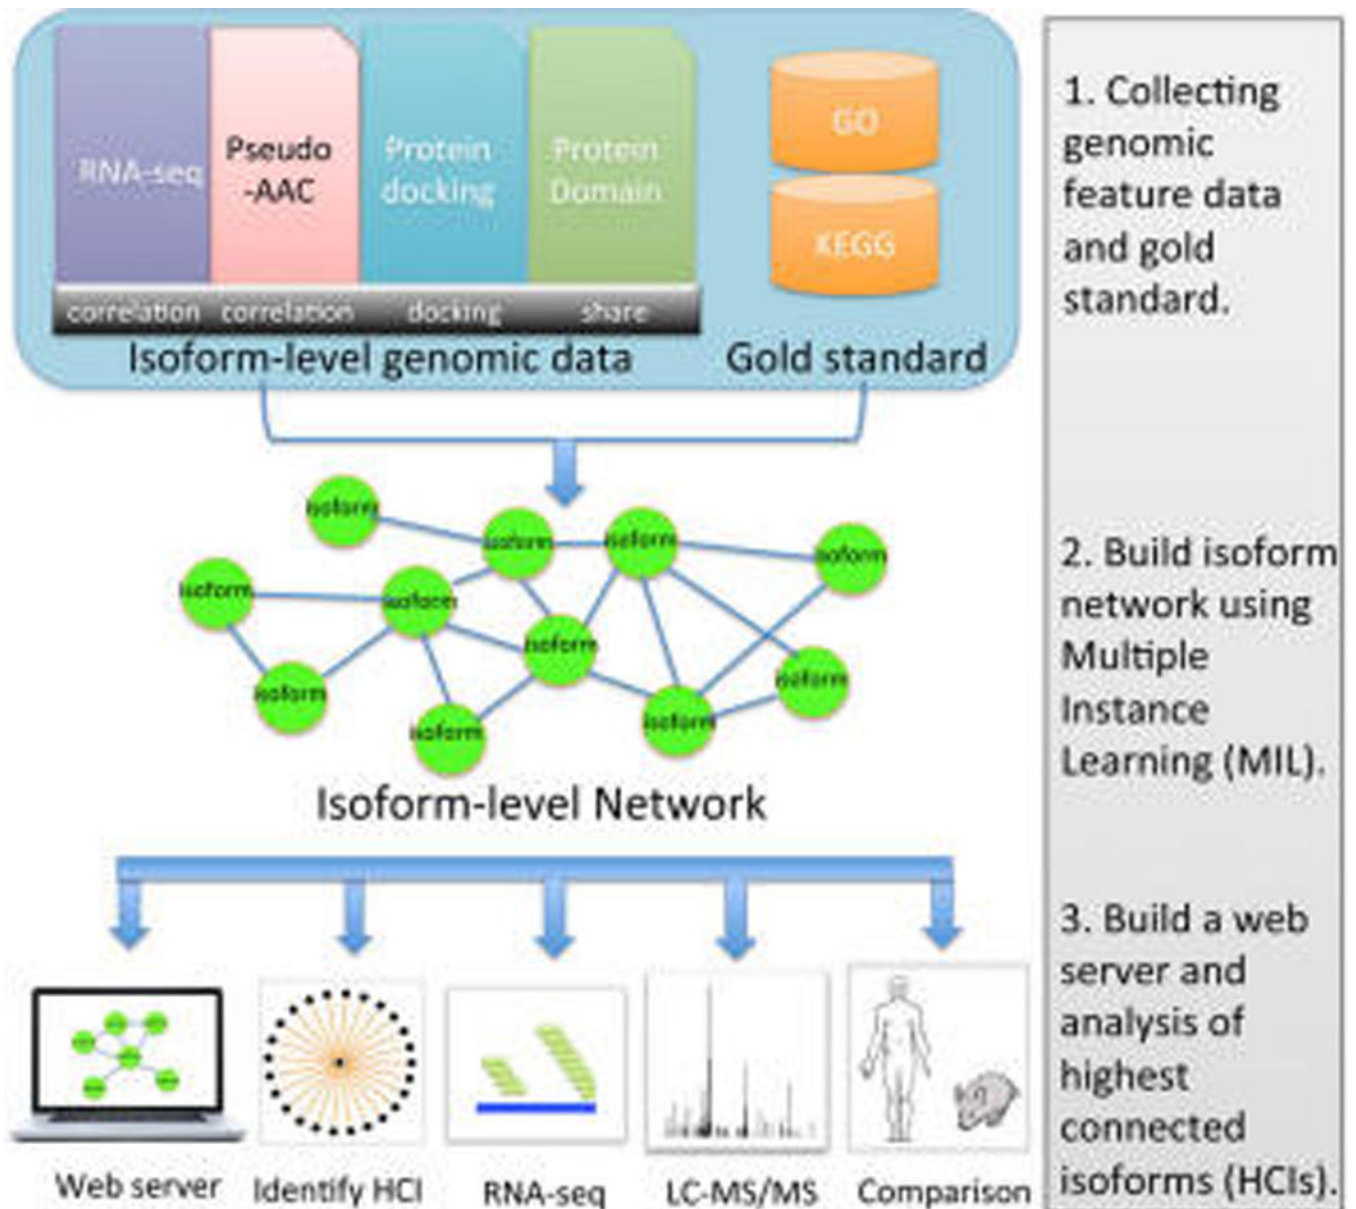 RNA-seq
Pseudo
-AAC
Protein
docking
Protein
Domain
correlation
correlation
docking
share
Isoform-level genomic data
GO
KEGG
Gold standard
isoform
isoform
isoform
isoform
isoform
isoform
isoform
isoform
isoform
isoform
isoform
Isoform-level Network
Web server
Identify HCI
RNA-seq
LC-MS/MS
Comparison
1. Collecting
genomic
feature data
and gold
standard.
2. Build isoform
network using
Multiple
Instance
Learning (MIL).
3. Build a web
server and
analysis of
highest
connected
isoforms (HCIs).